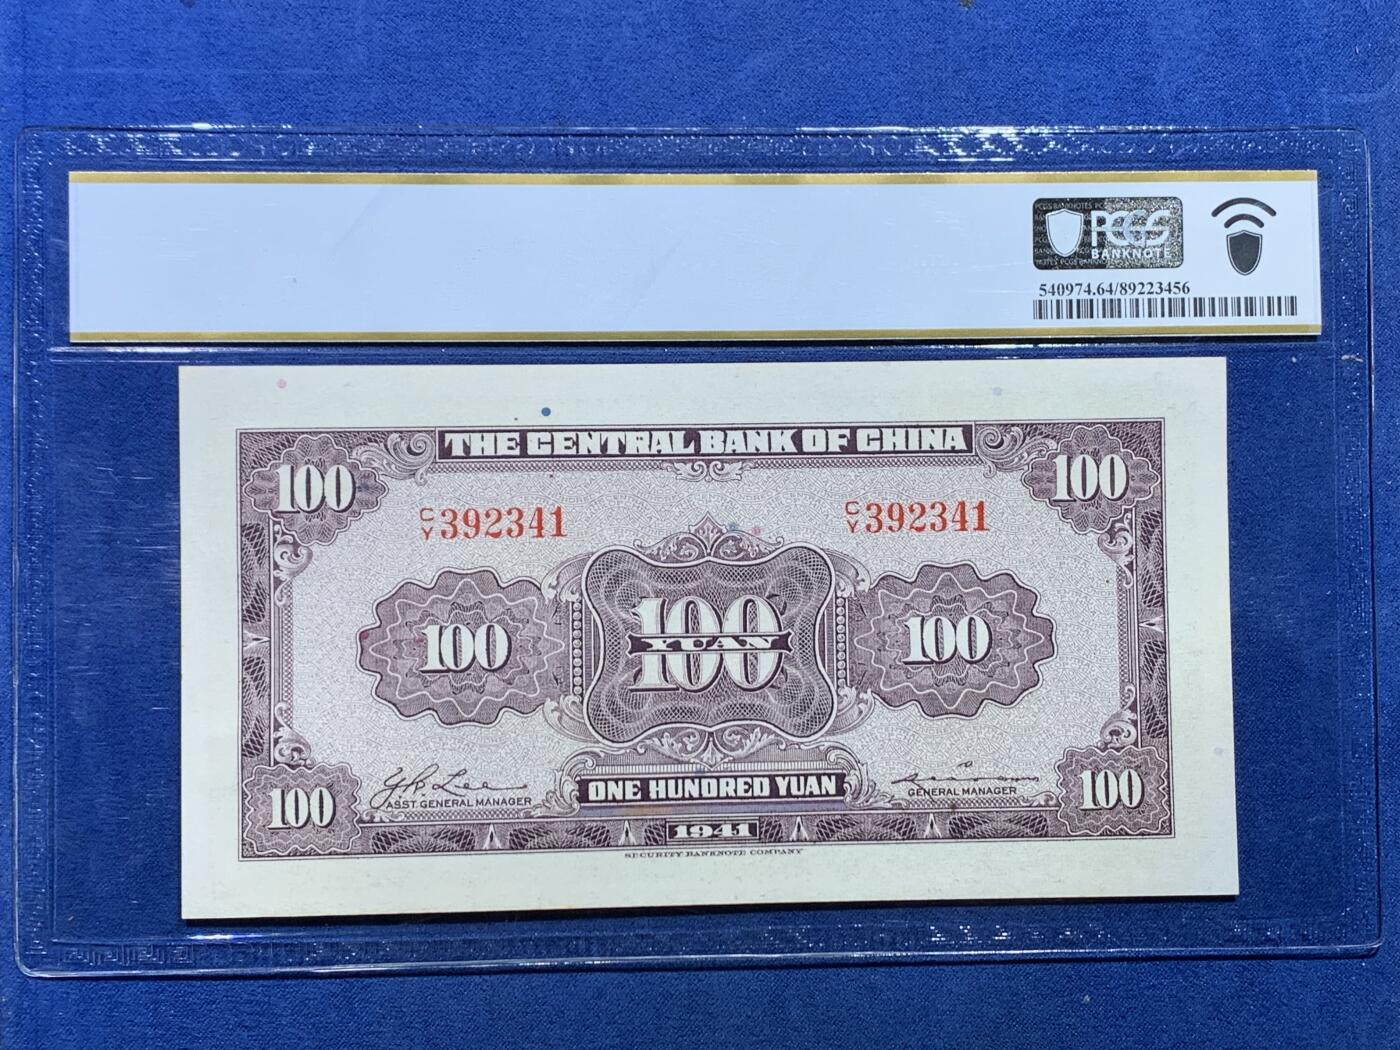 PCGS
BANKNOTE
540974.64/89223456
THE CENTRAL BANK OF CHINA
100
100
C/Y 392341
C/Y 392341
100
100
YUAN
100
Y.P. Lee
ASST. GENERAL MANAGER
ONE HUNDRED YUAN
GENERAL MANAGER
100
100
1941
SECURITY BANKNOTE COMPANY